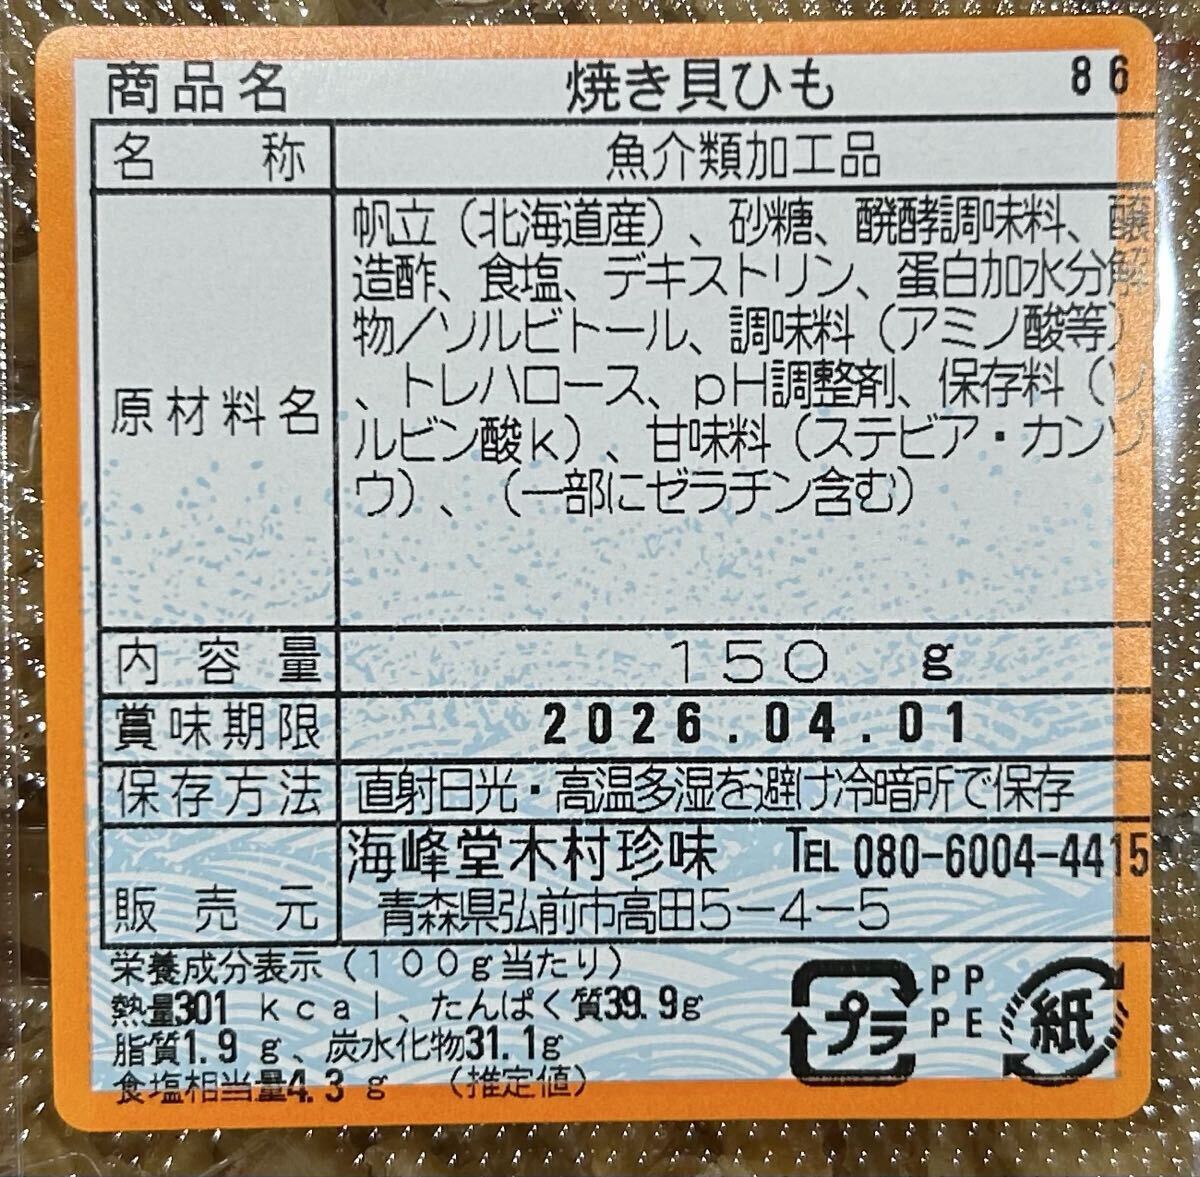 商品名 焼き貝ひも 86
名称 魚介類加工品
原材料名 帆立（北海道産）、砂糖、醗酵調味料、醸
造酢、食塩、デキストリン、蛋白加水分解
物／ソルビトール、調味料（アミノ酸等）
、トレハロース、ｐＨ調整剤、保存料（ソ
ルビン酸ｋ）、甘味料（ステビア・カンゾ
ウ）、（一部にゼラチン含む）
内容量 １５０ ｇ
賞味期限 2026.04.01
保存方法 直射日光・高温多湿を避け冷暗所で保存
販売元 海峰堂木村珍味 TEL 080-6004-4415
青森県弘前市高田５－４－５
栄養成分表示（１００ｇ当たり）
熱量301 ｋｃａｌ、たんぱく質39.9ｇ
脂質1.9 ｇ、炭水化物31.1ｇ
食塩相当量4.3 ｇ （推定値）
プラ PP
PE
紙